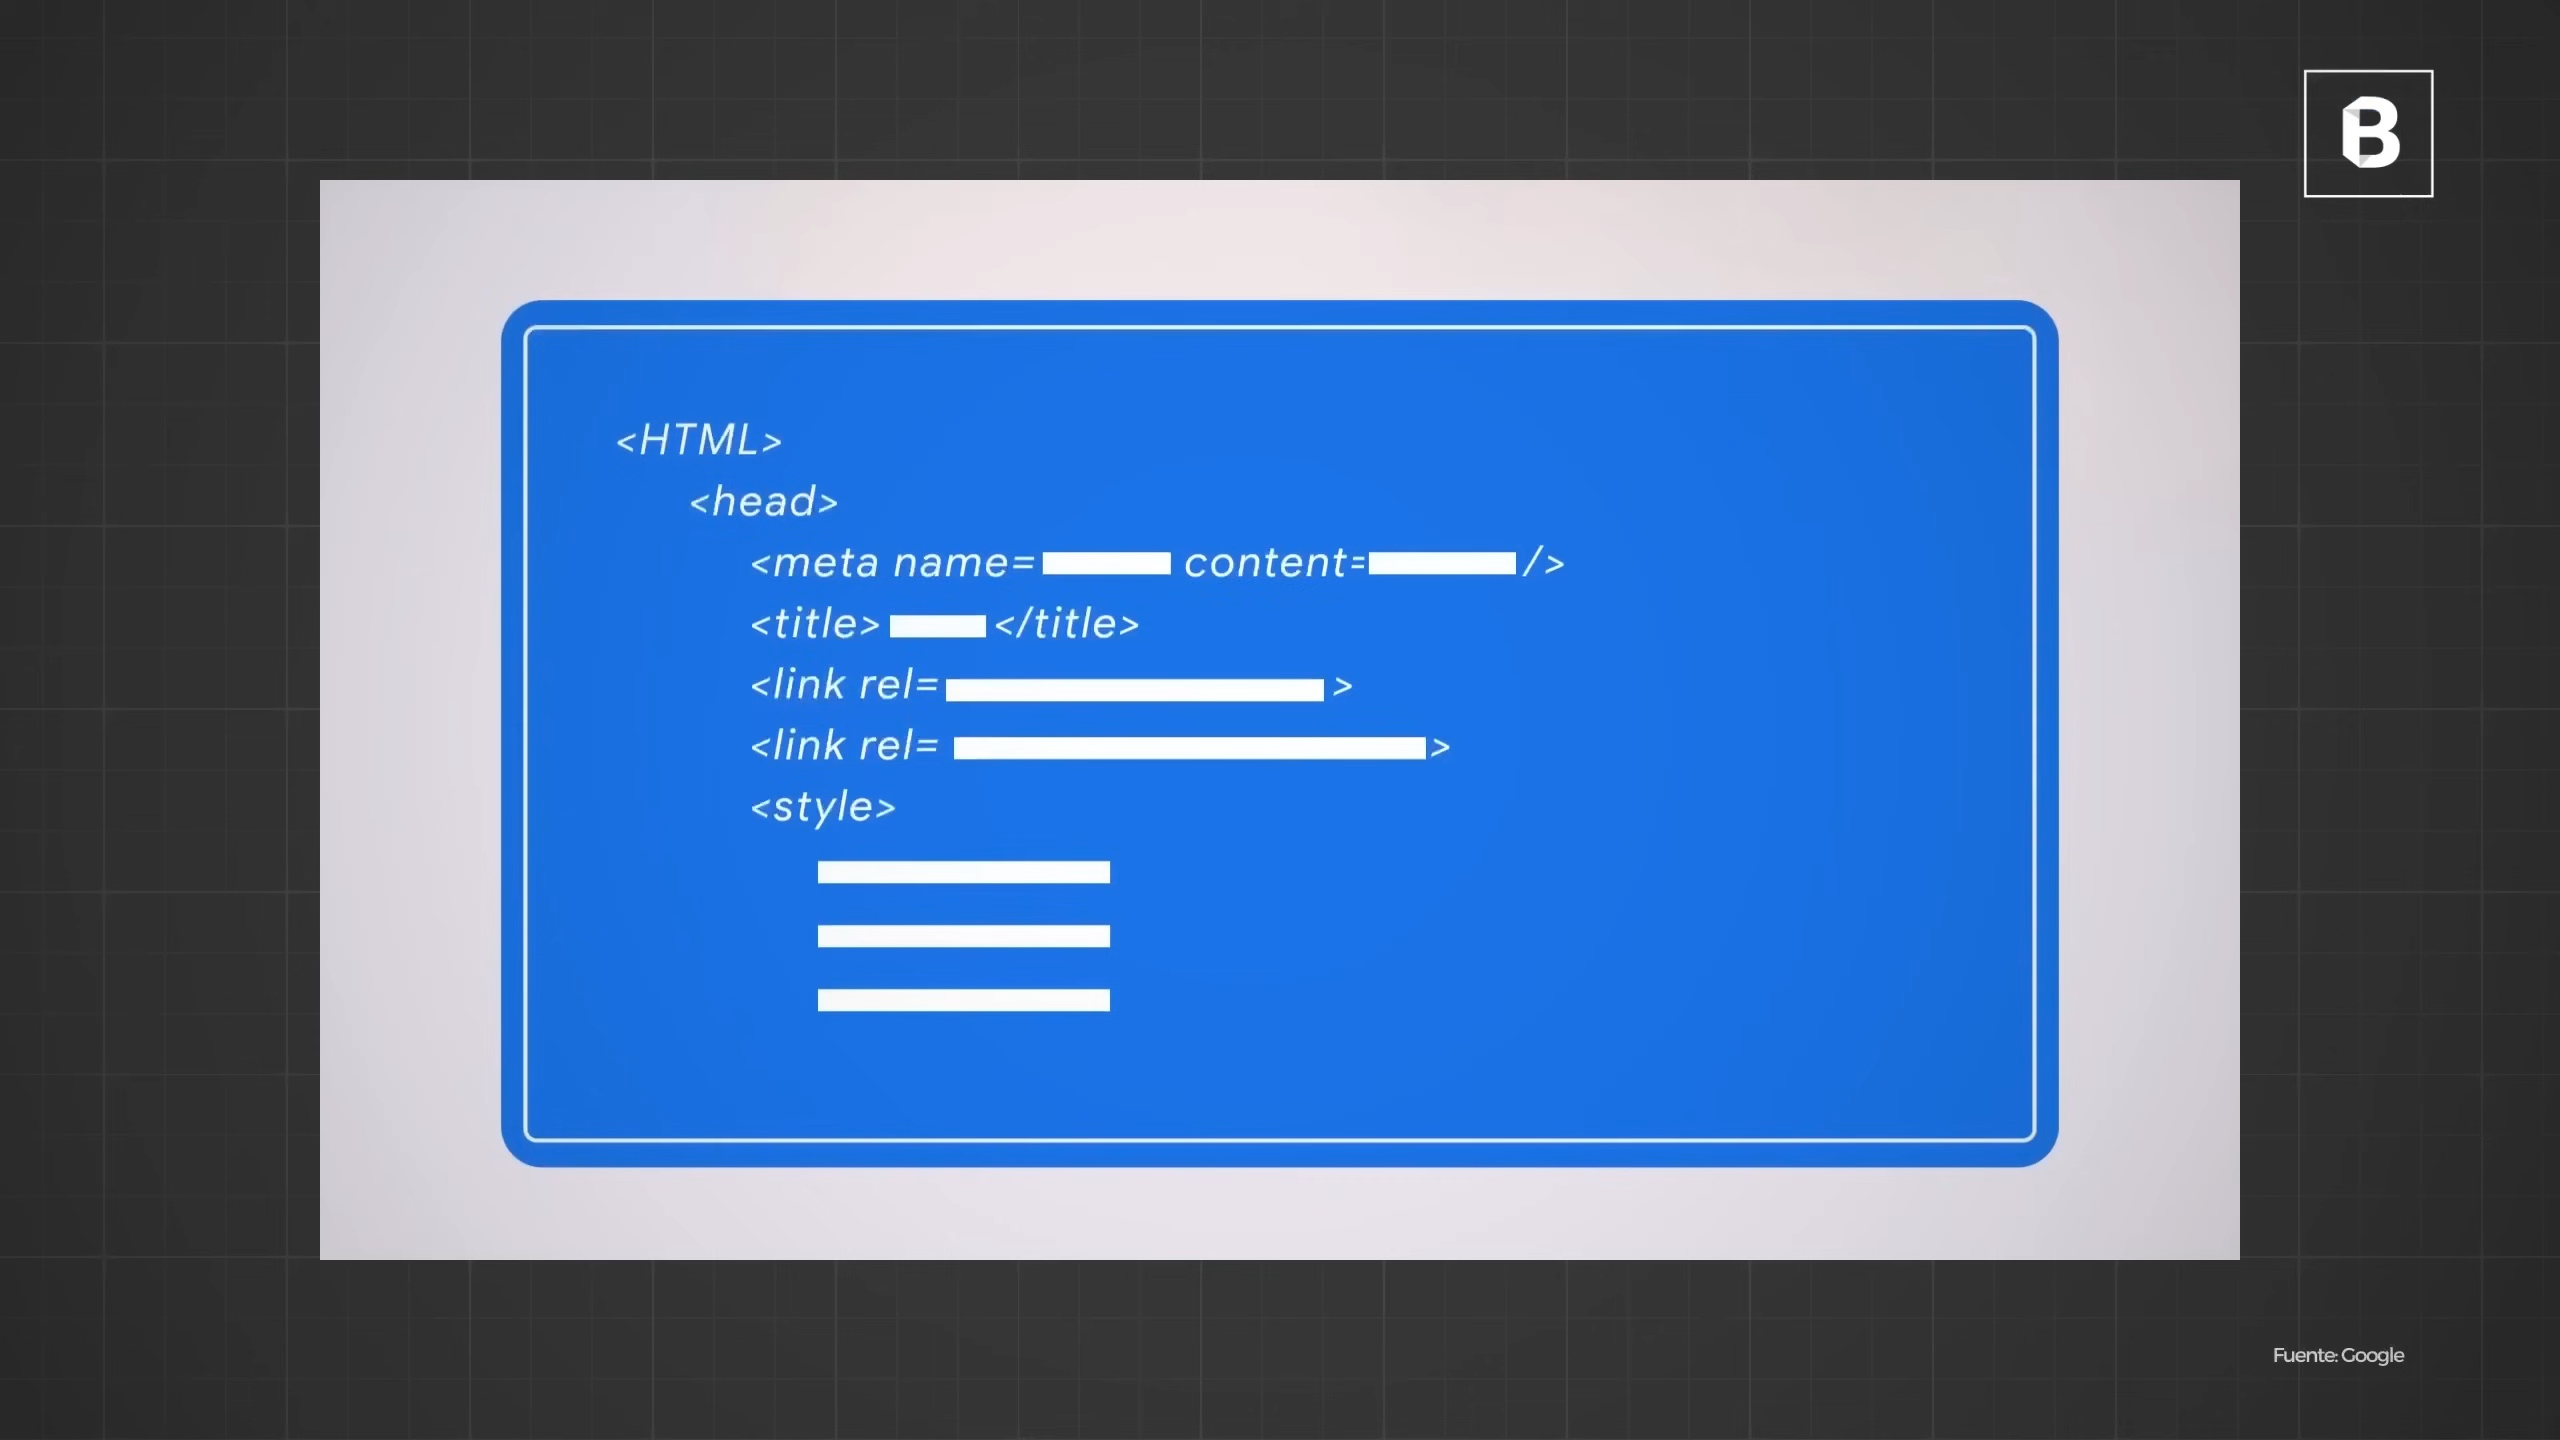 B
<HTML>
<head>
<meta name= content= />
<title> </title>
<link rel= >
<link rel= >
<style>
Fuente: Google